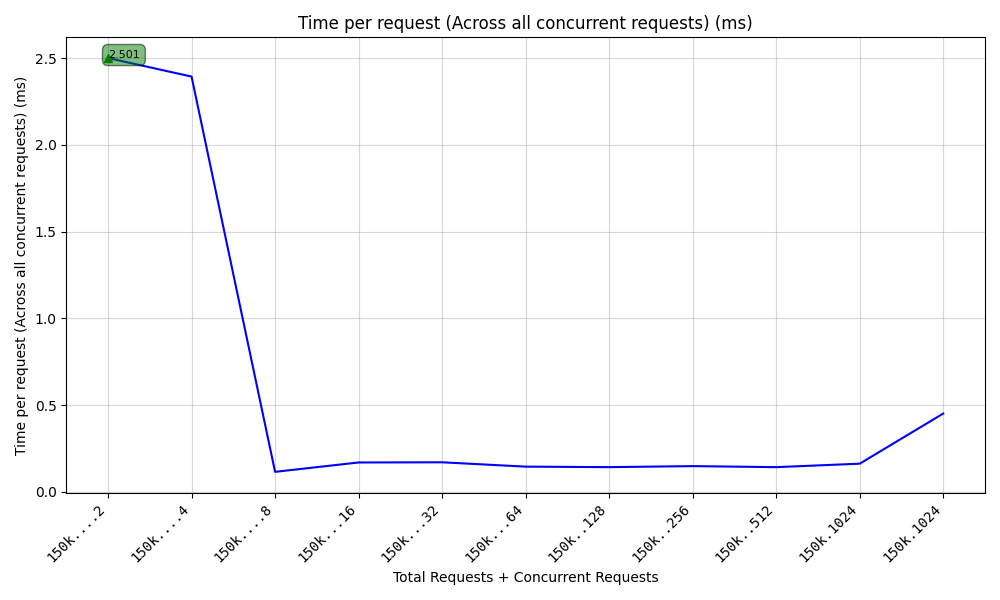 Time per request (Across all concurrent requests) (ms)
2.501
Time per request (Across all concurrent requests) (ms)
2.5
2.0
1.5
1.0
0.5
0.0
150k....2
150k....4
150k....8
150k...16
150k...32
150k...64
150k..128
150k..256
150k..512
150k.1024
150k.1024
Total Requests + Concurrent Requests